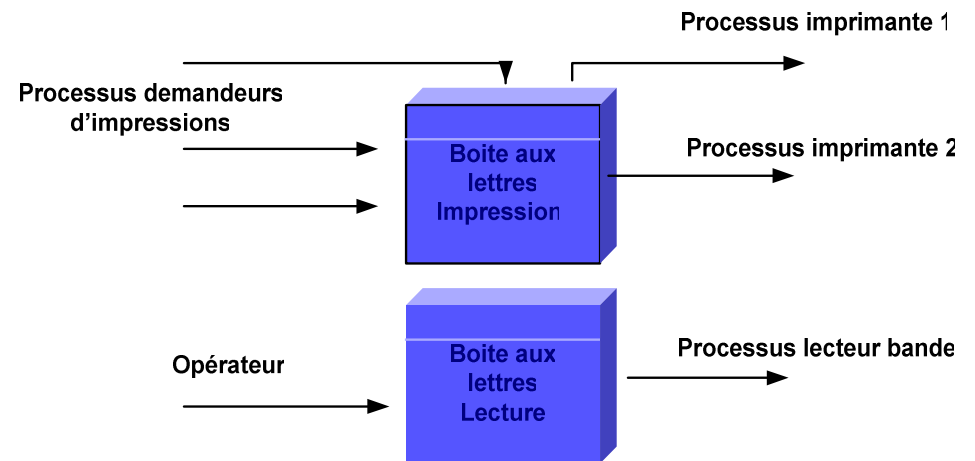 Processus imprimante 1
Processus demandeurs
d'impressions
Boite aux
lettres
Impression
Processus imprimante 2
Opérateur
Boite aux
lettres
Lecture
Processus lecteur bande